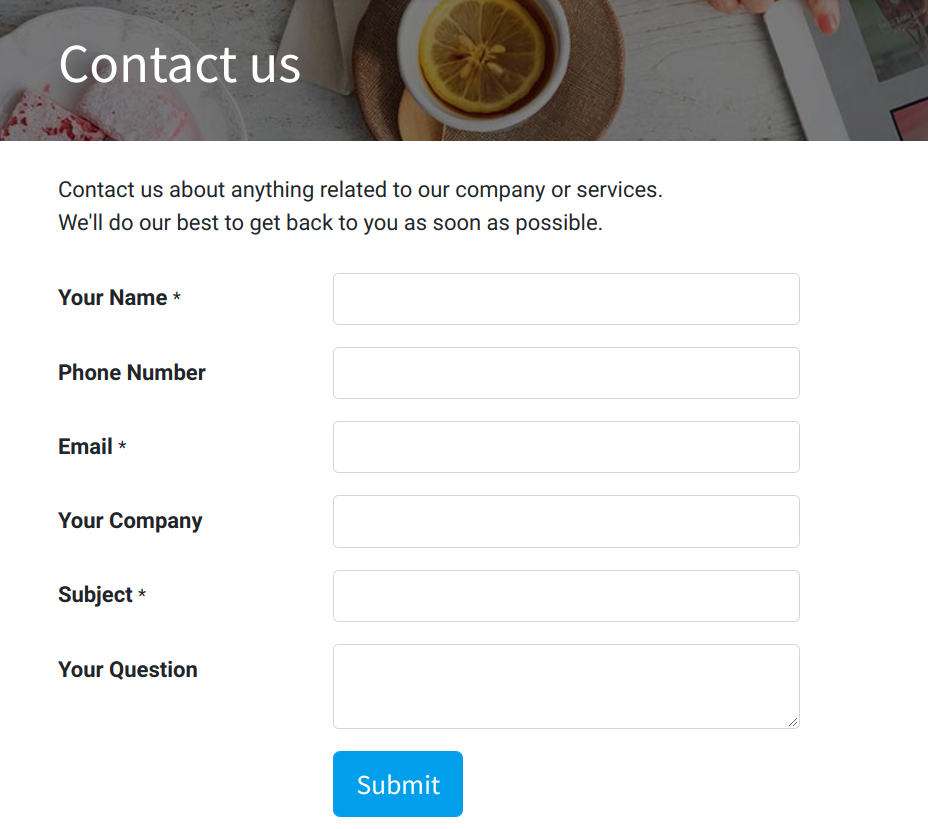 Contact us
Contact us about anything related to our company or services.
We'll do our best to get back to you as soon as possible.
Your Name *
Phone Number
Email *
Your Company
Subject *
Your Question
Submit